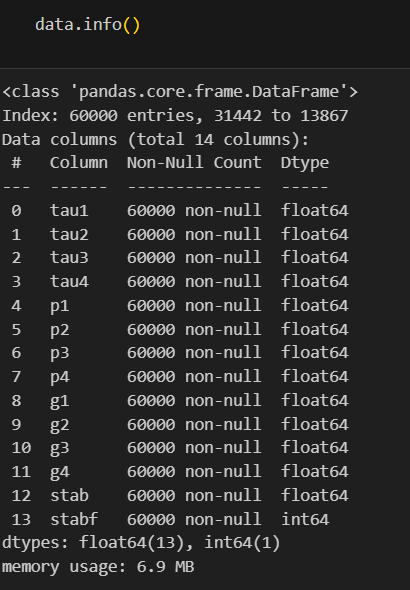 data.info()
<class 'pandas.core.frame.DataFrame'>
Index: 60000 entries, 31442 to 13867
Data columns (total 14 columns):
 #   Column  Non-Null Count  Dtype
---  ------  --------------  -----
 0   tau1    60000 non-null  float64
 1   tau2    60000 non-null  float64
 2   tau3    60000 non-null  float64
 3   tau4    60000 non-null  float64
 4   p1      60000 non-null  float64
 5   p2      60000 non-null  float64
 6   p3      60000 non-null  float64
 7   p4      60000 non-null  float64
 8   g1      60000 non-null  float64
 9   g2      60000 non-null  float64
 10  g3      60000 non-null  float64
 11  g4      60000 non-null  float64
 12  stab    60000 non-null  float64
 13  stabf   60000 non-null  int64
dtypes: float64(13), int64(1)
memory usage: 6.9 MB